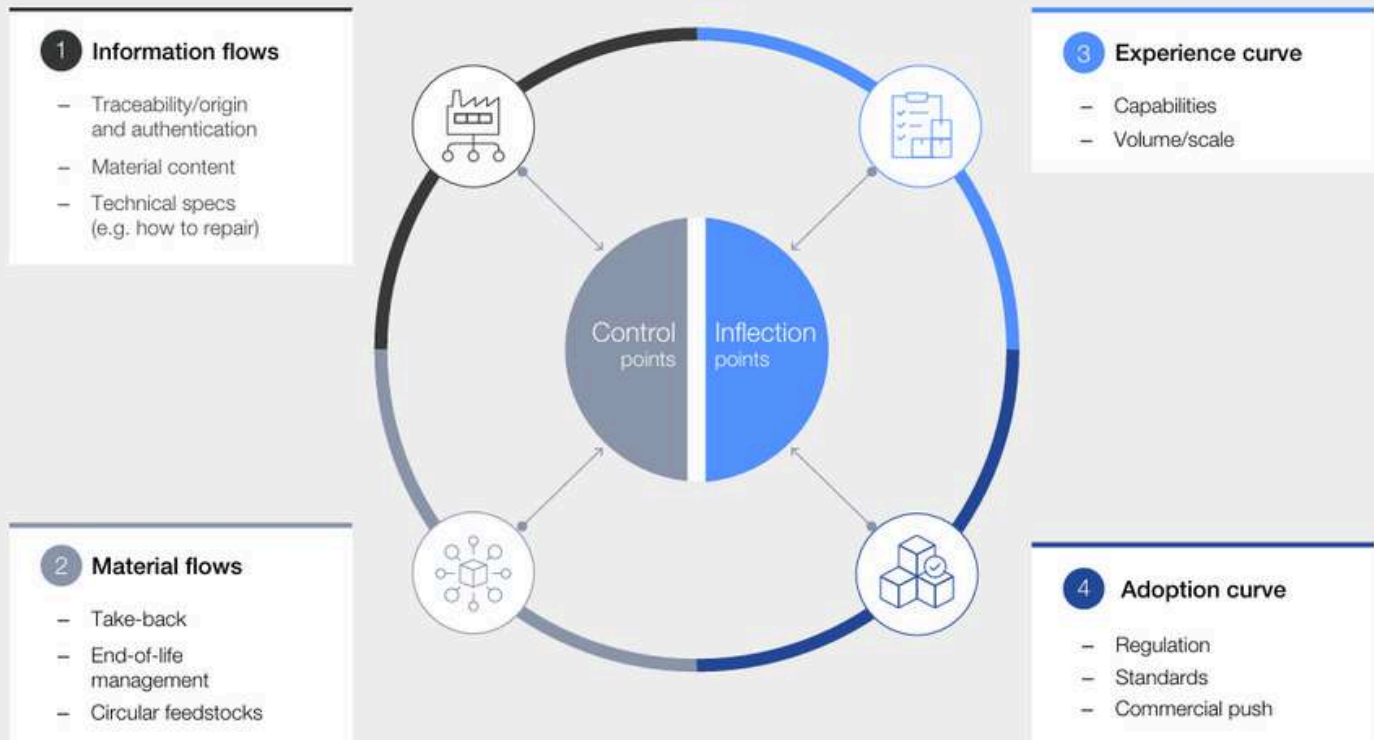 1 Information flows
– Traceability/origin
and authentication
– Material content
– Technical specs
(e.g. how to repair)
3 Experience curve
– Capabilities
– Volume/scale
Control
points
Inflection
points
2 Material flows
– Take-back
– End-of-life
management
– Circular feedstocks
4 Adoption curve
– Regulation
– Standards
– Commercial push